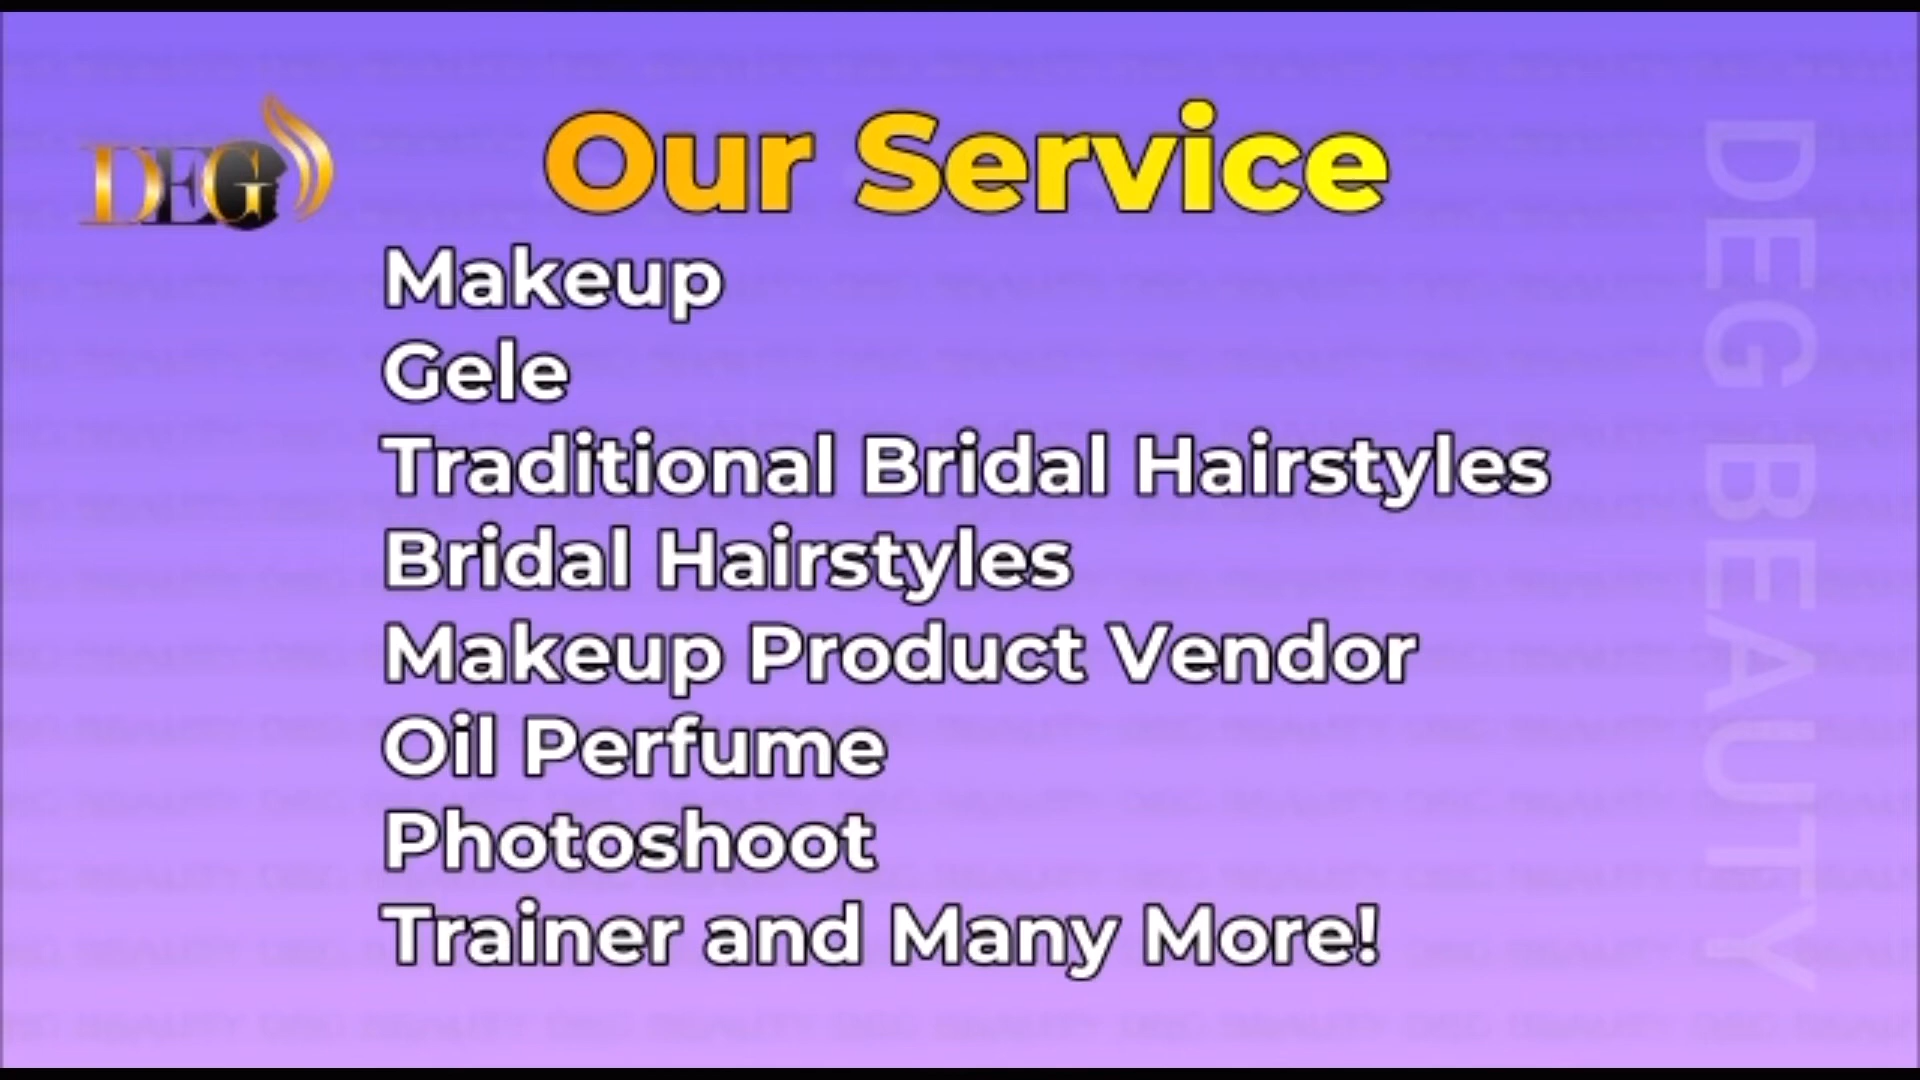 DEG
Our Service
Makeup
Gele
Traditional Bridal Hairstyles
Bridal Hairstyles
Makeup Product Vendor
Oil Perfume
Photoshoot
Trainer and Many More!
DEG BEAUTY